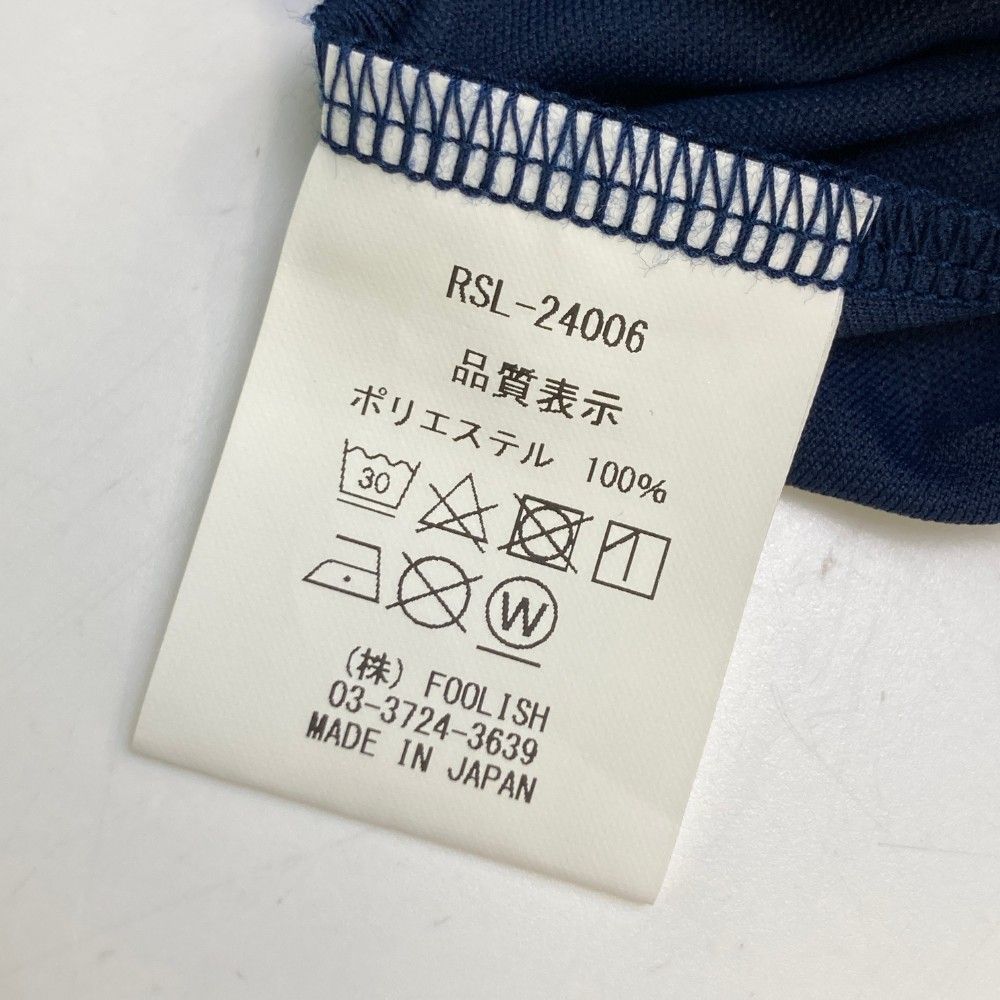 RSL-24006
品質表示
ポリエステル 100%
30
W
(株) FOOLISH
03-3724-3639
MADE IN JAPAN